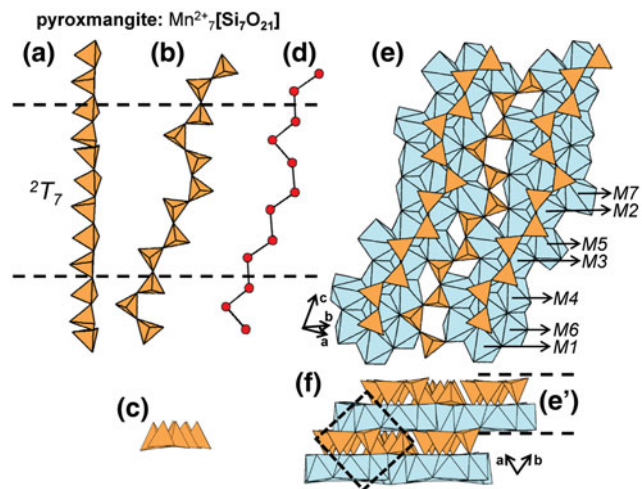 pyroxmangite: Mn²⁺₇[Si₇O₂₁]
(a) (b) (d) (e)
²T₇
M7
M2
M5
M3
M4
M6
M1
c
b
a
(c) (f) (e’)
a b